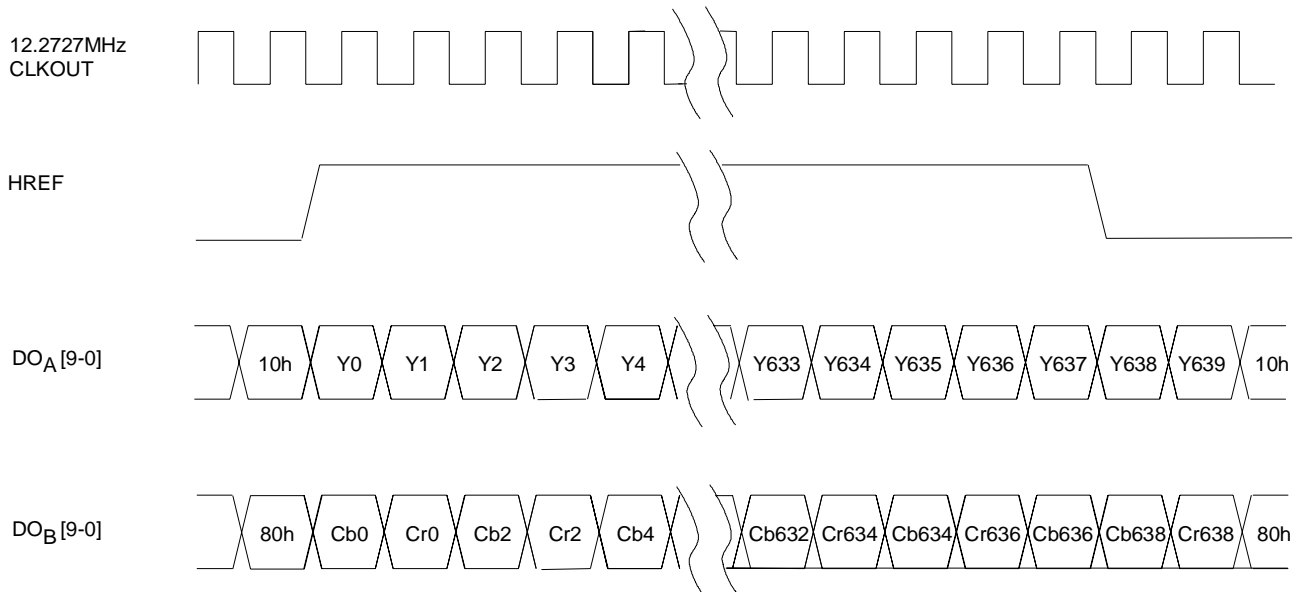 12.2727MHz
CLKOUT
HREF
DOA [9-0]
10h Y0 Y1 Y2 Y3 Y4 Y633 Y634 Y635 Y636 Y637 Y638 Y639 10h
DOB [9-0]
80h Cb0 Cr0 Cb2 Cr2 Cb4 Cb632 Cr634 Cb634 Cr636 Cb636 Cb638 Cr638 80h